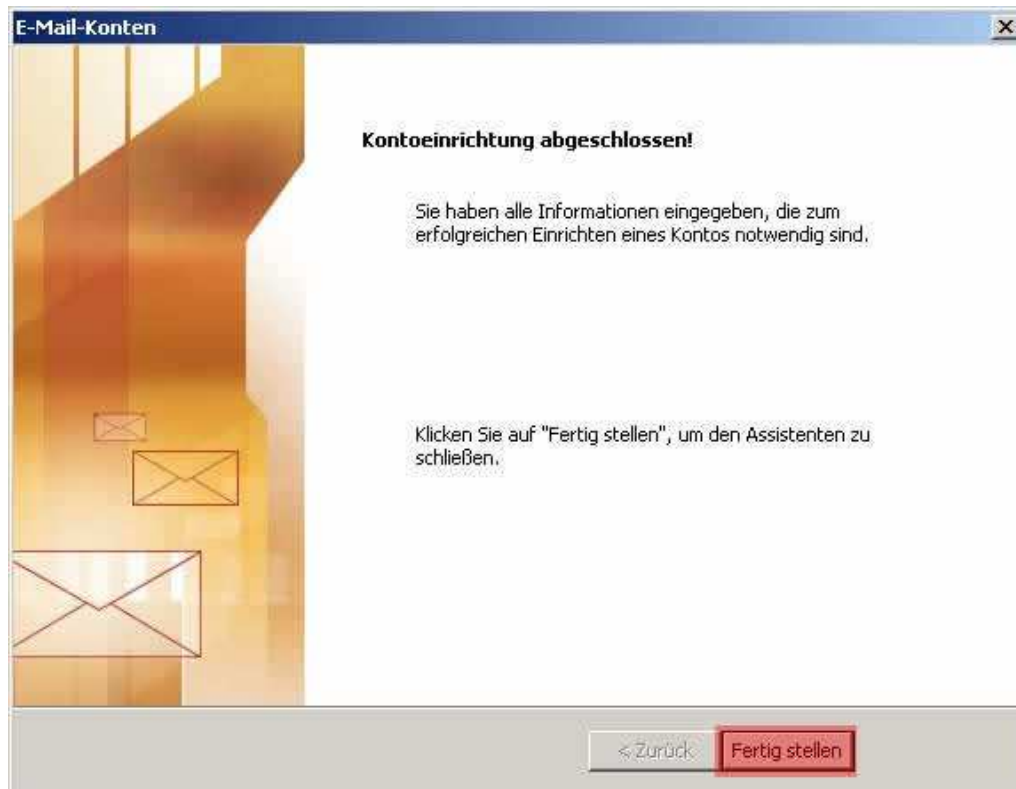 E-Mail-Konten
Kontoeinrichtung abgeschlossen!
Sie haben alle Informationen eingegeben, die zum
erfolgreichen Einrichten eines Kontos notwendig sind.
Klicken Sie auf "Fertig stellen", um den Assistenten zu
schließen.
< Zurück
Fertig stellen